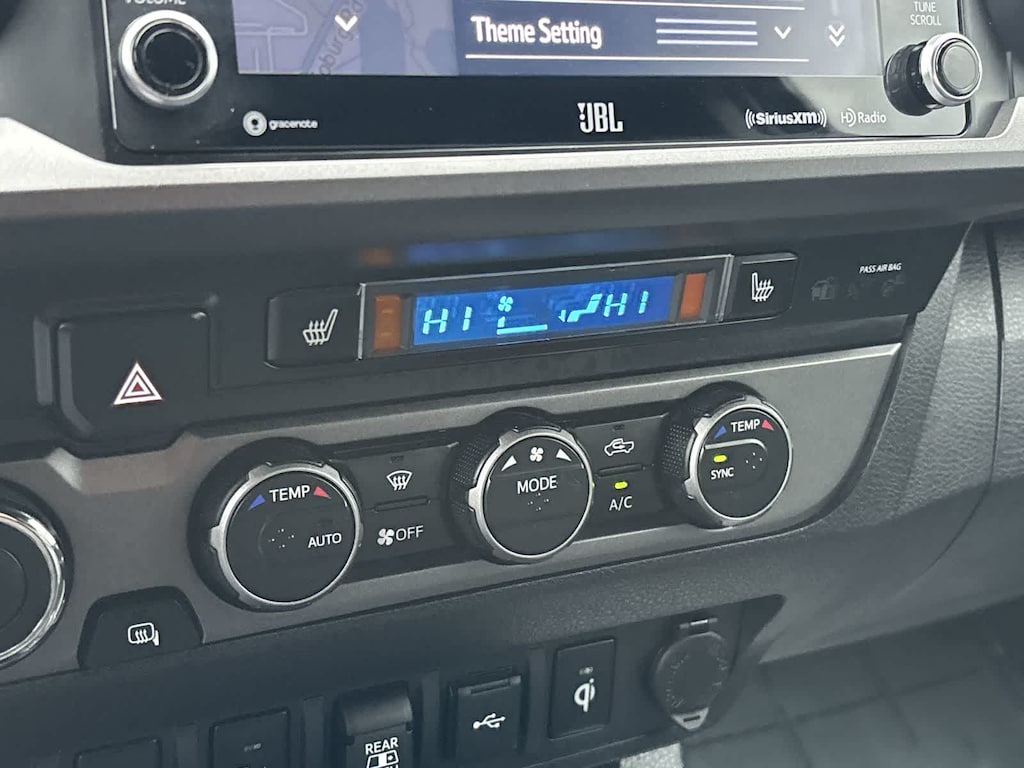 VOLUME
Theme Setting
TUNE
SCROLL
gracenote
JBL
((SiriusXM))
HD Radio
PASS AIR BAG
HI
HI
TEMP
AUTO
OFF
MODE
A/C
TEMP
SYNC
qi
REAR